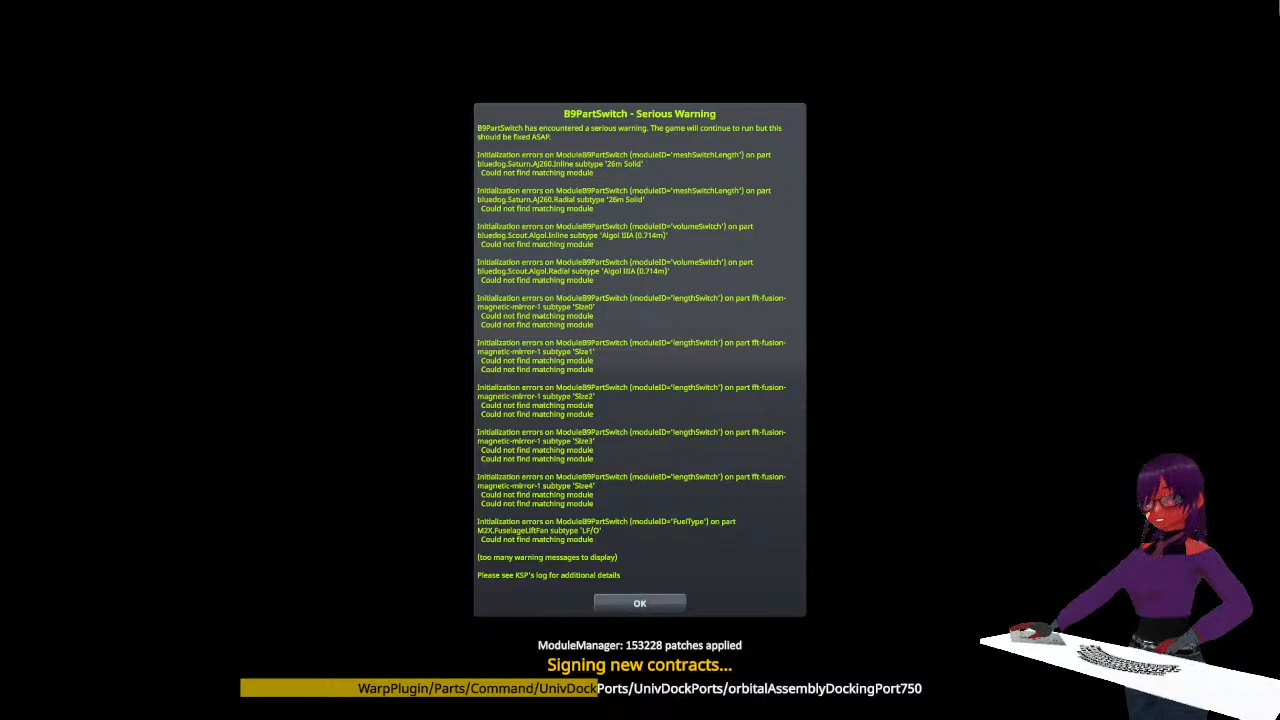 B9PartSwitch - Serious Warning
B9PartSwitch has encountered a serious warning. The game will continue to run but this
should be fixed ASAP.
Initialization errors on ModuleB9PartSwitch (moduleID='meshSwitchLength') on part
bluedog.Saturn.AJ260.Inline subtype '26m Solid'
Could not find matching module
Initialization errors on ModuleB9PartSwitch (moduleID='meshSwitchLength') on part
bluedog.Saturn.AJ260.Radial subtype '26m Solid'
Could not find matching module
Initialization errors on ModuleB9PartSwitch (moduleID='volumeSwitch') on part
bluedog.Scout.Algol.Inline subtype 'Algol IIIA (0.714m)'
Could not find matching module
Initialization errors on ModuleB9PartSwitch (moduleID='volumeSwitch') on part
bluedog.Scout.Algol.Radial subtype 'Algol IIIA (0.714m)'
Could not find matching module
Initialization errors on ModuleB9PartSwitch (moduleID='lengthSwitch') on part fft-fusion-
magnetic-mirror-1 subtype 'Size0'
Could not find matching module
Could not find matching module
Initialization errors on ModuleB9PartSwitch (moduleID='lengthSwitch') on part fft-fusion-
magnetic-mirror-1 subtype 'Size1'
Could not find matching module
Could not find matching module
Initialization errors on ModuleB9PartSwitch (moduleID='lengthSwitch') on part fft-fusion-
magnetic-mirror-1 subtype 'Size2'
Could not find matching module
Could not find matching module
Initialization errors on ModuleB9PartSwitch (moduleID='lengthSwitch') on part fft-fusion-
magnetic-mirror-1 subtype 'Size3'
Could not find matching module
Could not find matching module
Initialization errors on ModuleB9PartSwitch (moduleID='lengthSwitch') on part fft-fusion-
magnetic-mirror-1 subtype 'Size4'
Could not find matching module
Could not find matching module
Initialization errors on ModuleB9PartSwitch (moduleID='FuelType') on part
M2X.FuselageLiftFan subtype 'LF/O'
Could not find matching module
(too many warning messages to display)
Please see KSP's log for additional details
OK
ModuleManager: 153228 patches applied
Signing new contracts...
WarpPlugin/Parts/Command/UnivDockPorts/UnivDockPorts/orbitalAssemblyDockingPort750